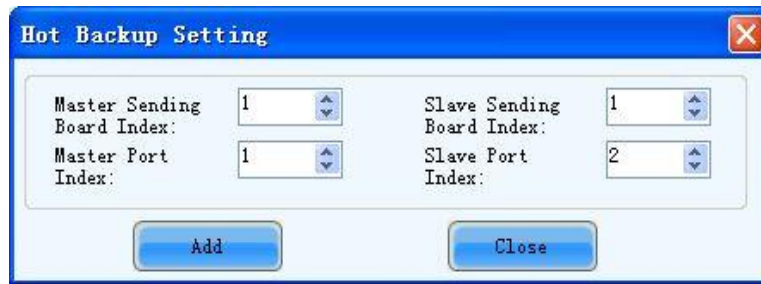 Hot Backup Setting
Master Sending Board Index: 1
Slave Sending Board Index: 1
Master Port Index: 1
Slave Port Index: 2
Add
Close